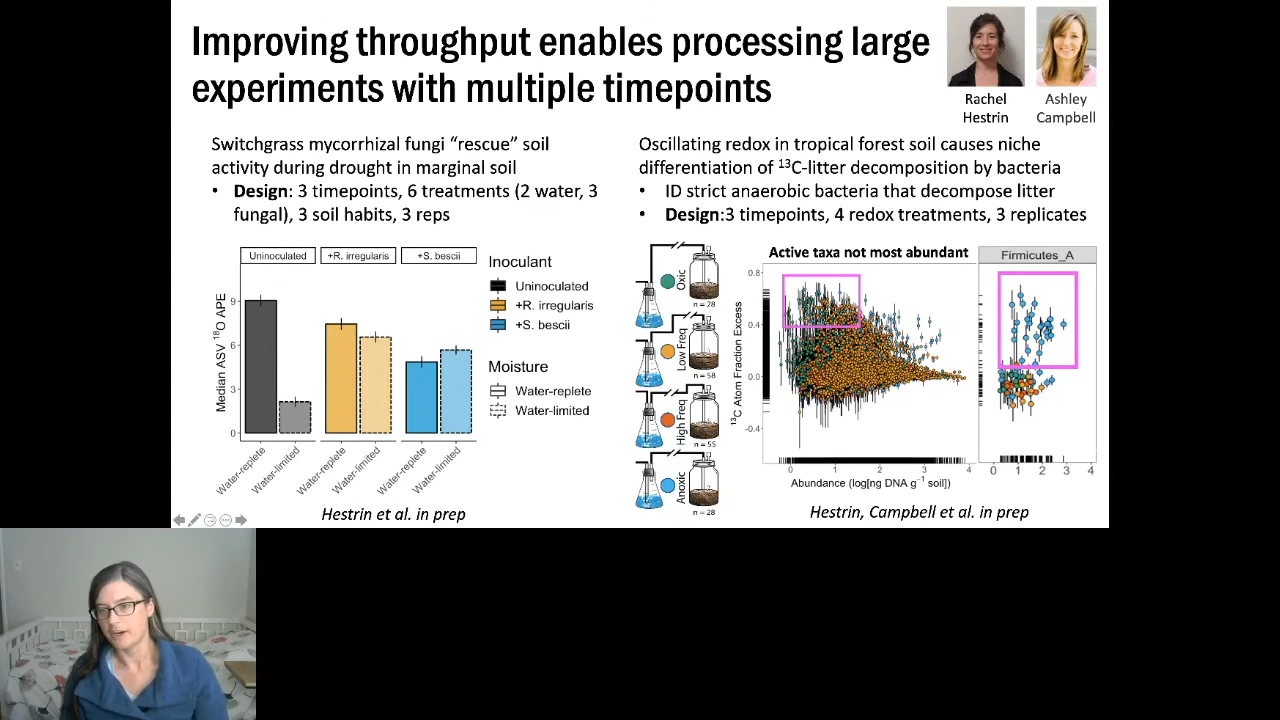 Improving throughput enables processing large
experiments with multiple timepoints
Rachel
Hestrin
Ashley
Campbell
Switchgrass mycorrhizal fungi “rescue” soil
activity during drought in marginal soil
• Design: 3 timepoints, 6 treatments (2 water, 3
fungal), 3 soil habits, 3 reps
Uninoculated
+R. irregularis
+S. bescii
Median ASV 18O APE
9
6
3
0
Water-replete
Water-limited
Water-replete
Water-limited
Water-replete
Water-limited
Inoculant
Uninoculated
+R. irregularis
+S. bescii
Moisture
Water-replete
Water-limited
Hestrin et al. in prep
Oscillating redox in tropical forest soil causes niche
differentiation of 13C-litter decomposition by bacteria
• ID strict anaerobic bacteria that decompose litter
• Design:3 timepoints, 4 redox treatments, 3 replicates
Oxic
n = 28
Low Freq
n = 58
High Freq
n = 55
Anoxic
n = 28
Active taxa not most abundant
Firmicutes_A
13C Atom Fraction Excess
0.8
0.4
0.0
-0.4
0 1 2 3 4
0 1 2 3 4
Abundance (log[ng DNA g-1 soil])
Hestrin, Campbell et al. in prep